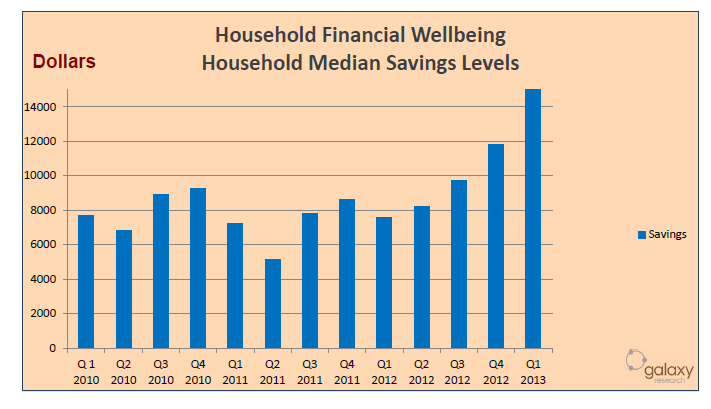 Household Financial Wellbeing
Household Median Savings Levels
Dollars
14000
12000
10000
8000
6000
4000
2000
0
Q 1 Q2 Q3 Q4 Q1 Q2 Q3 Q4 Q1 Q2 Q3 Q4 Q1
2010 2010 2010 2010 2011 2011 2011 2011 2012 2012 2012 2012 2013
Savings
galaxy
research